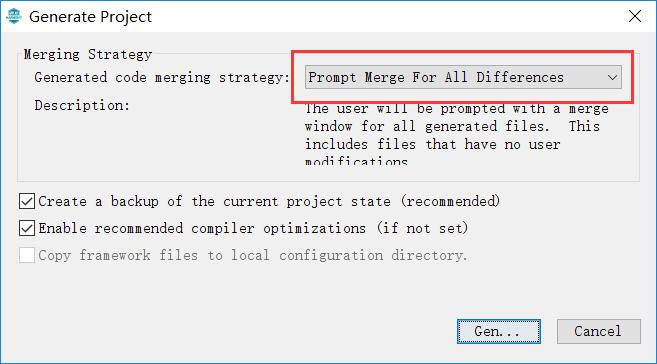 Generate Project
Merging Strategy
Generated code merging strategy: Prompt Merge For All Differences
Description: The user will be prompted with a merge
window for all generated files. This
includes files that have no user
modifications
Create a backup of the current project state (recommended)
Enable recommended compiler optimizations (if not set)
Copy framework files to local configuration directory.
Gen... Cancel